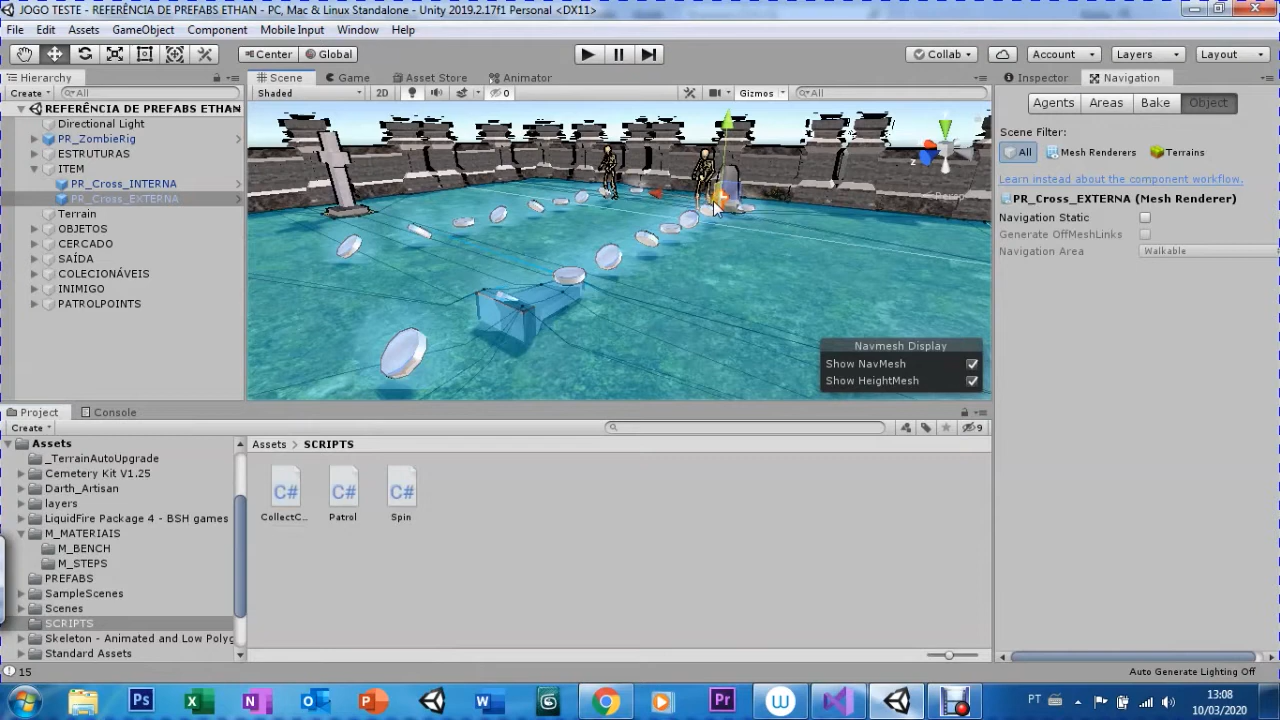 JOGO TESTE - REFERÊNCIA DE PREFABS ETHAN - PC, Mac & Linux Standalone - Unity 2019.2.17f1 Personal <DX11>
File Edit Assets GameObject Component Mobile Input Window Help
Center Global Collab Account Layers Layout
Hierarchy Scene Game Asset Store Animator Inspector Navigation
Create All Shaded 2D 0 Gizmos All
Agents Areas Bake Object
REFERÊNCIA DE PREFABS ETHAN
Directional Light
PR_ZombieRig
ESTRUTURAS
ITEM
PR_Cross_INTERNA
PR_Cross_EXTERNA
Terrain
OBJETOS
CERCADO
SAÍDA
COLECIONÁVEIS
INIMIGO
PATROLPOINTS
z
Persp
Navmesh Display
Show NavMesh
Show HeightMesh
Scene Filter:
All Mesh Renderers Terrains
Learn instead about the component workflow.
PR_Cross_EXTERNA (Mesh Renderer)
Navigation Static
Generate OffMeshLinks
Navigation Area Walkable
Project Console
Create 9
Assets
_TerrainAutoUpgrade
Cemetery Kit V1.25
Darth_Artisan
layers
LiquidFire Package 4 - BSH games
M_MATERIAIS
M_BENCH
M_STEPS
PREFABS
SampleScenes
Scenes
SCRIPTS
Skeleton - Animated and Low Polyg
Standard Assets
Assets > SCRIPTS
C# C# C#
CollectC... Patrol Spin
15 Auto Generate Lighting Off
Ps W Pr PT 13:08
10/03/2020